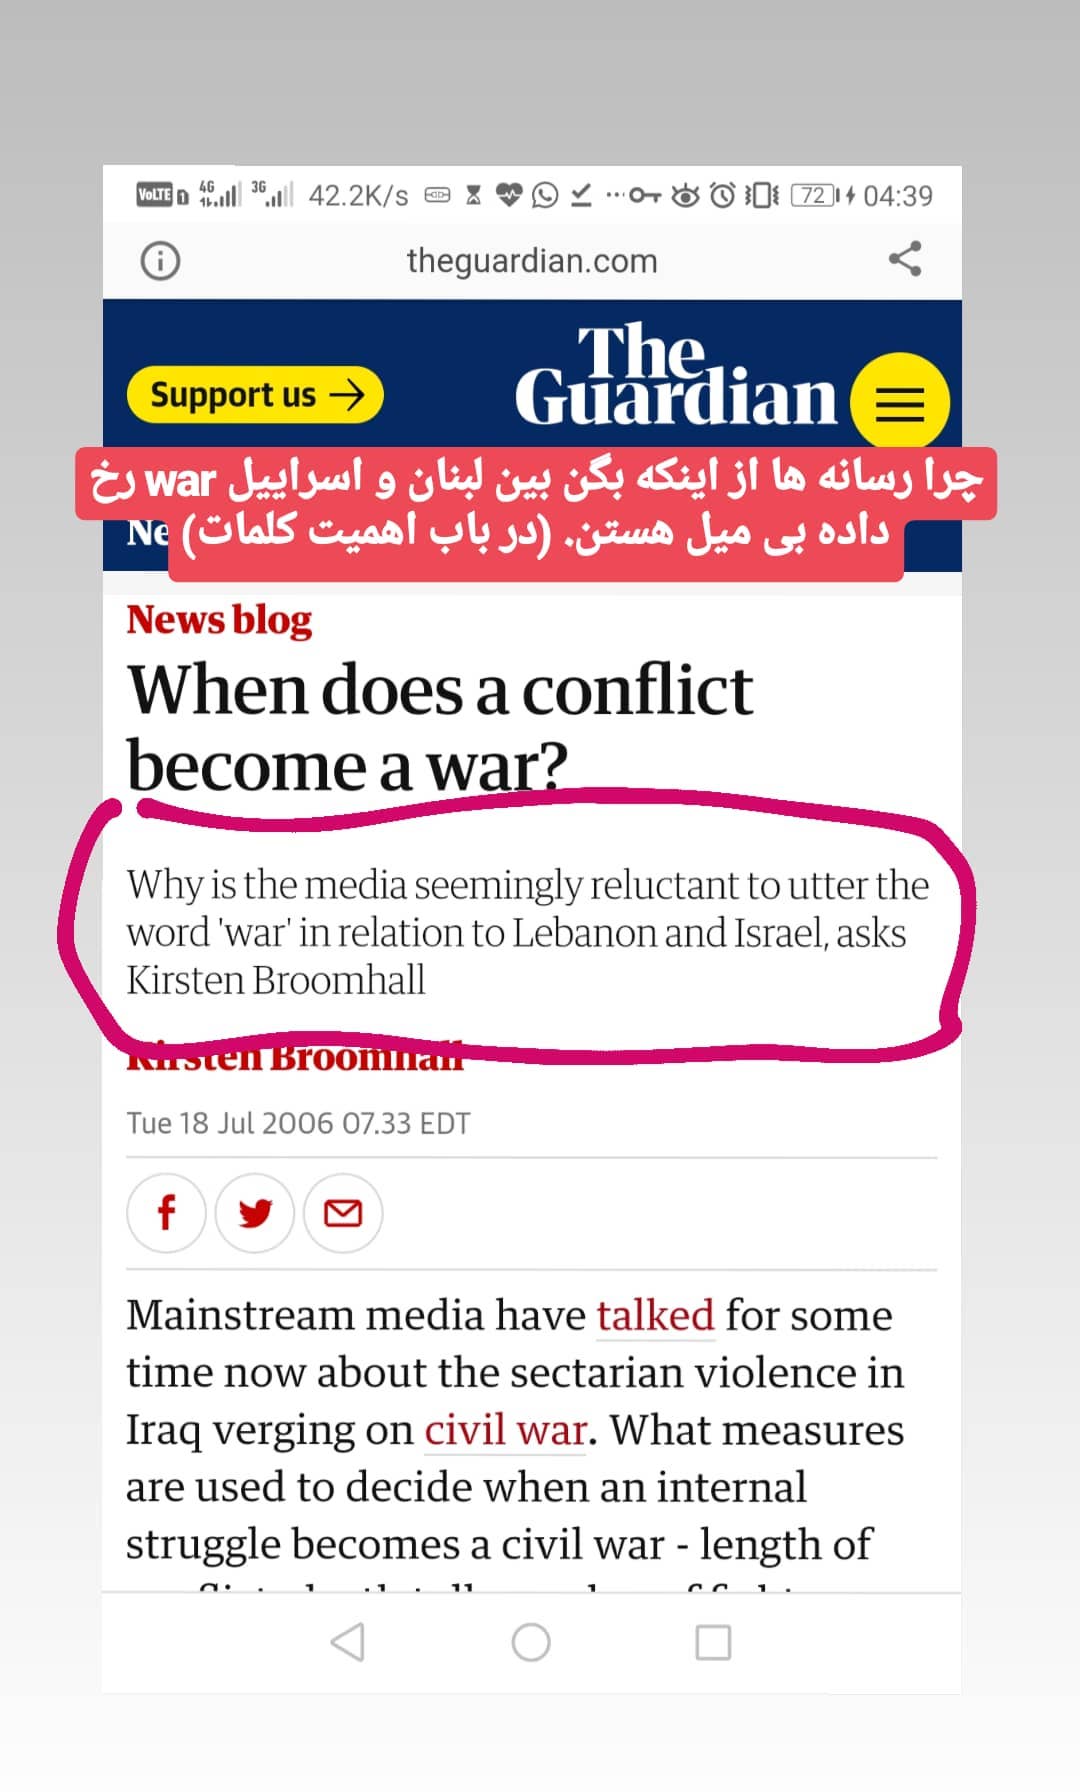 VoLTE 1 4G 3G 42.2K/s 72 04:39
theguardian.com
Support us →
The
Guardian
چرا رسانه ها از اینکه بگن بین لبنان و اسراییل war رخ
داده بی میل هستن. (در باب اهمیت کلمات)
Ne
News blog
When does a conflict
become a war?
Why is the media seemingly reluctant to utter the
word 'war' in relation to Lebanon and Israel, asks
Kirsten Broomhall
Kirsten Broomhall
Tue 18 Jul 2006 07.33 EDT
Mainstream media have talked for some
time now about the sectarian violence in
Iraq verging on civil war. What measures
are used to decide when an internal
struggle becomes a civil war - length of